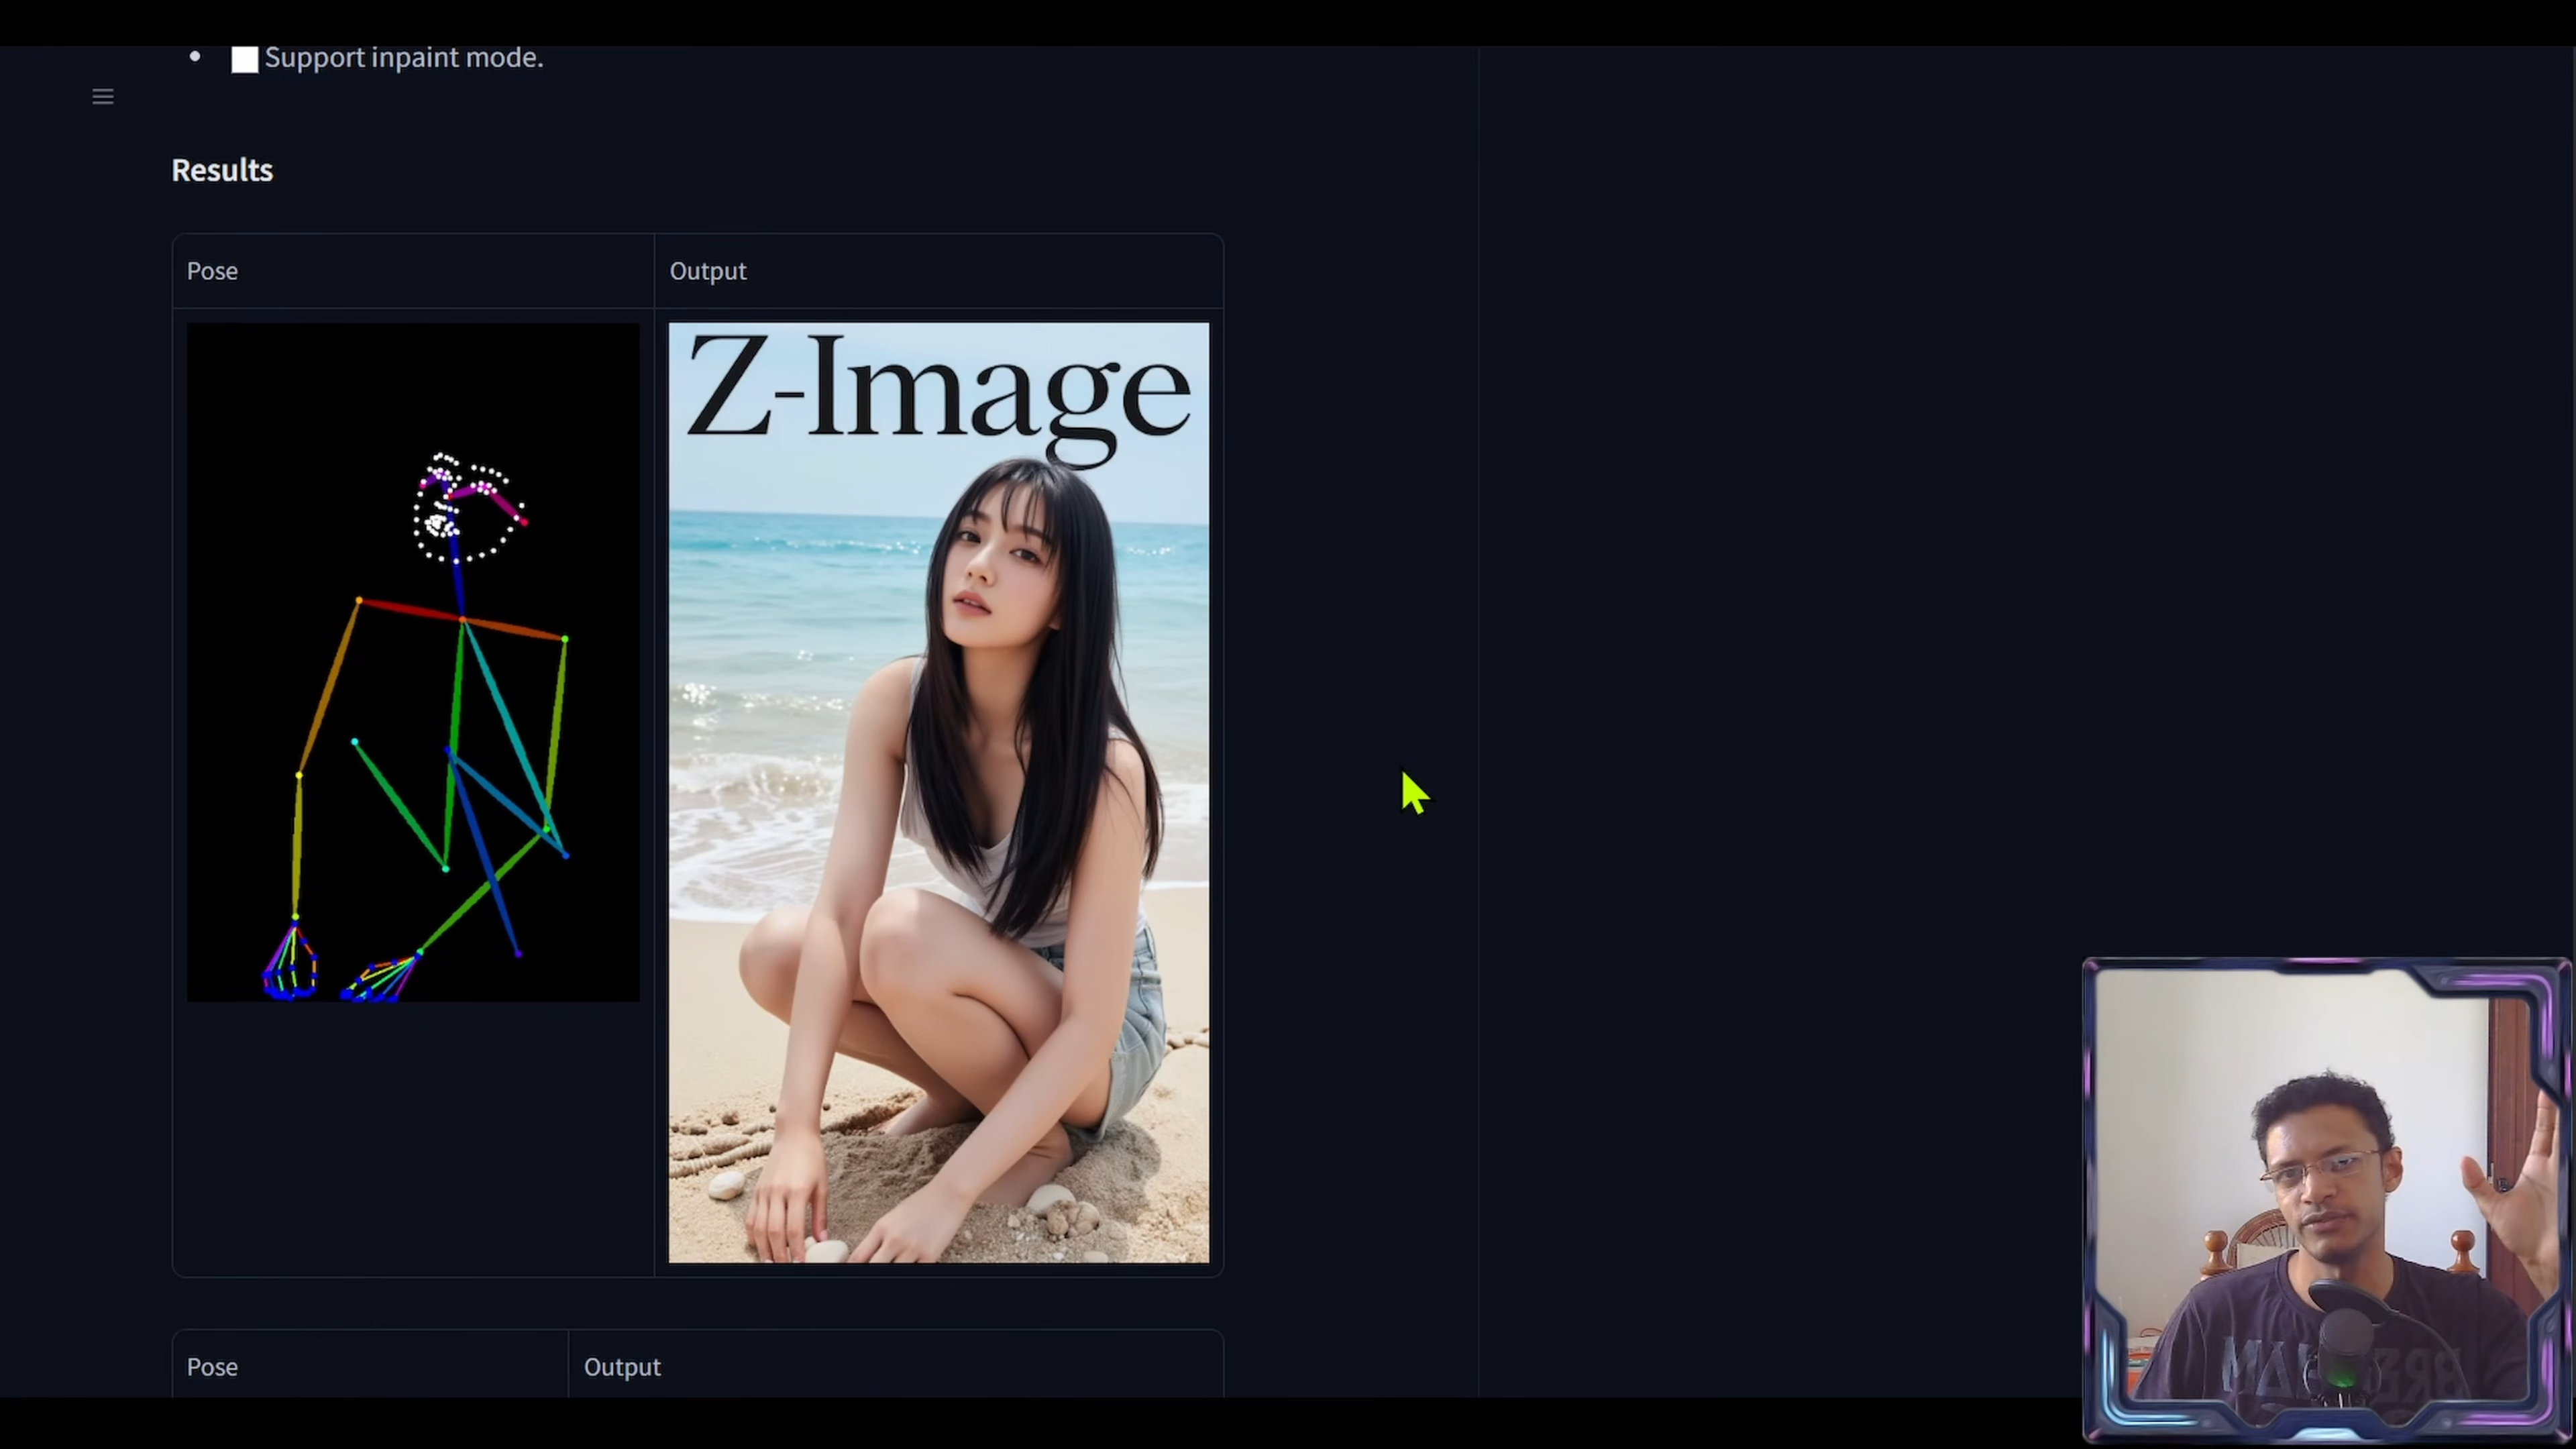 Support inpaint mode.
Results
Pose
Output
Z-Image
Pose
Output